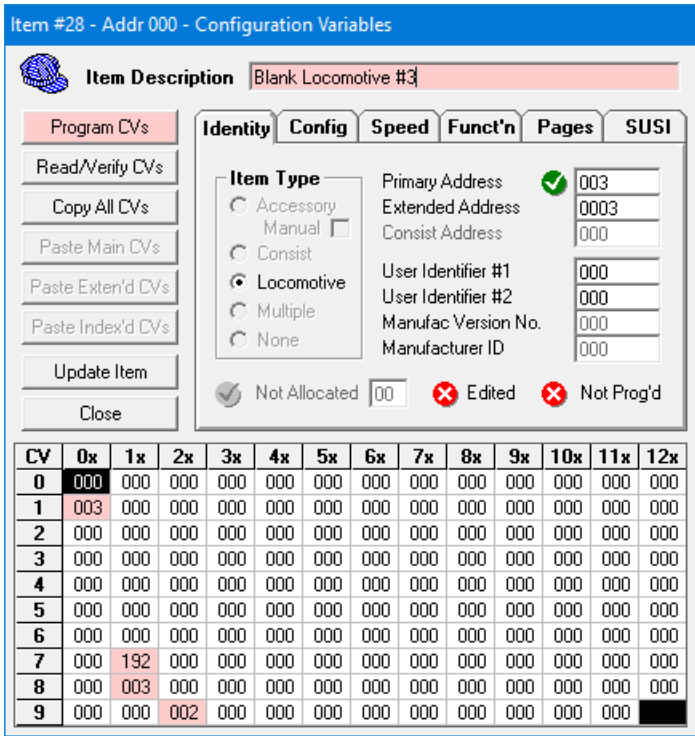 Item #28 - Addr 000 - Configuration Variables
Item Description Blank Locomotive #3
Program CVs
Read/Verify CVs
Copy All CVs
Paste Main CVs
Paste Exten'd CVs
Paste Index'd CVs
Update Item
Close
Identity Config Speed Funct'n Pages SUSI
Item Type
Accessory
Manual
Consist
Locomotive
Multiple
None
Primary Address 003
Extended Address 0003
Consist Address 000
User Identifier #1 000
User Identifier #2 000
Manufac Version No. 000
Manufacturer ID 000
Not Allocated 00 Edited Not Prog'd
CV 0x 1x 2x 3x 4x 5x 6x 7x 8x 9x 10x 11x 12x
0 000 000 000 000 000 000 000 000 000 000 000 000 000
1 003 000 000 000 000 000 000 000 000 000 000 000 000
2 000 000 000 000 000 000 000 000 000 000 000 000 000
3 000 000 000 000 000 000 000 000 000 000 000 000 000
4 000 000 000 000 000 000 000 000 000 000 000 000 000
5 000 000 000 000 000 000 000 000 000 000 000 000 000
6 000 000 000 000 000 000 000 000 000 000 000 000 000
7 000 192 000 000 000 000 000 000 000 000 000 000 000
8 000 003 000 000 000 000 000 000 000 000 000 000 000
9 000 000 002 000 000 000 000 000 000 000 000 000